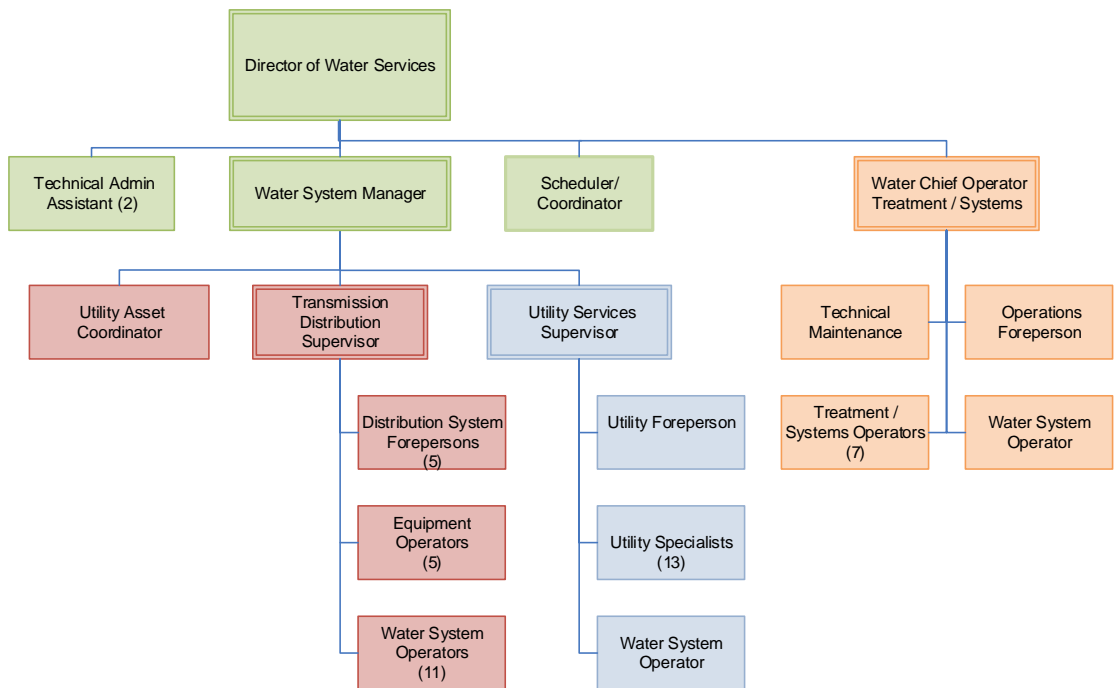 Director of Water Services
Technical Admin
Assistant (2)
Water System Manager
Scheduler/
Coordinator
Water Chief Operator
Treatment / Systems
Utility Asset
Coordinator
Transmission
Distribution
Supervisor
Utility Services
Supervisor
Technical
Maintenance
Operations
Foreperson
Distribution System
Forepersons
(5)
Utility Foreperson
Treatment /
Systems Operators
(7)
Water System
Operator
Equipment
Operators
(5)
Utility Specialists
(13)
Water System
Operators
(11)
Water System
Operator